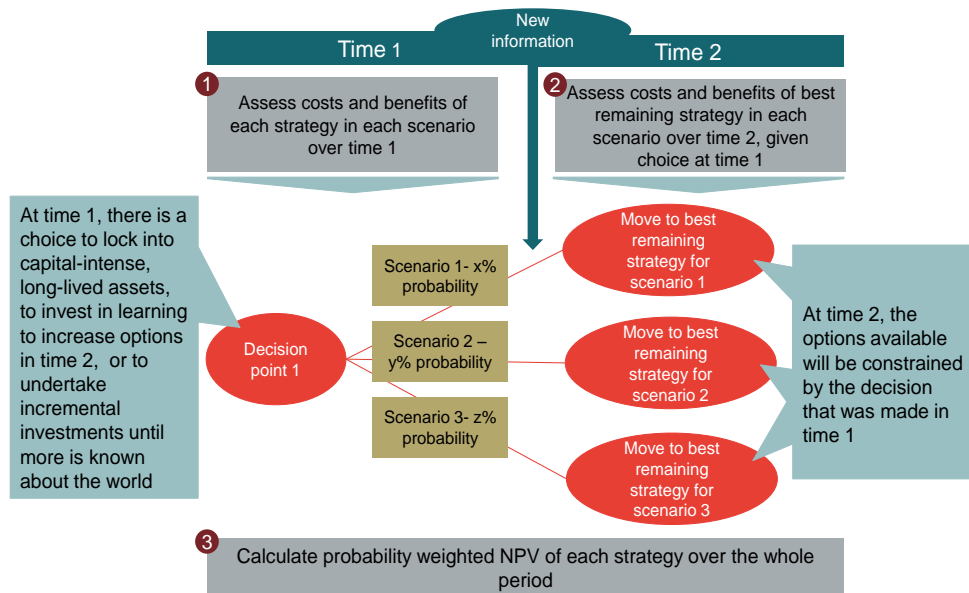 New
information
Time 1
Time 2
1
Assess costs and benefits of
each strategy in each scenario
over time 1
2
Assess costs and benefits of best
remaining strategy in each
scenario over time 2, given
choice at time 1
At time 1, there is a
choice to lock into
capital-intense,
long-lived assets,
to invest in learning
to increase options
in time 2,  or to
undertake
incremental
investments until
more is known
about the world
Decision
point 1
Scenario 1- x%
probability
Scenario 2 –
y% probability
Scenario 3- z%
probability
Move to best
remaining
strategy for
scenario 1
Move to best
remaining
strategy for
scenario 2
Move to best
remaining
strategy for
scenario 3
At time 2, the
options available
will be constrained
by the decision
that was made in
time 1
3
Calculate probability weighted NPV of each strategy over the whole
period